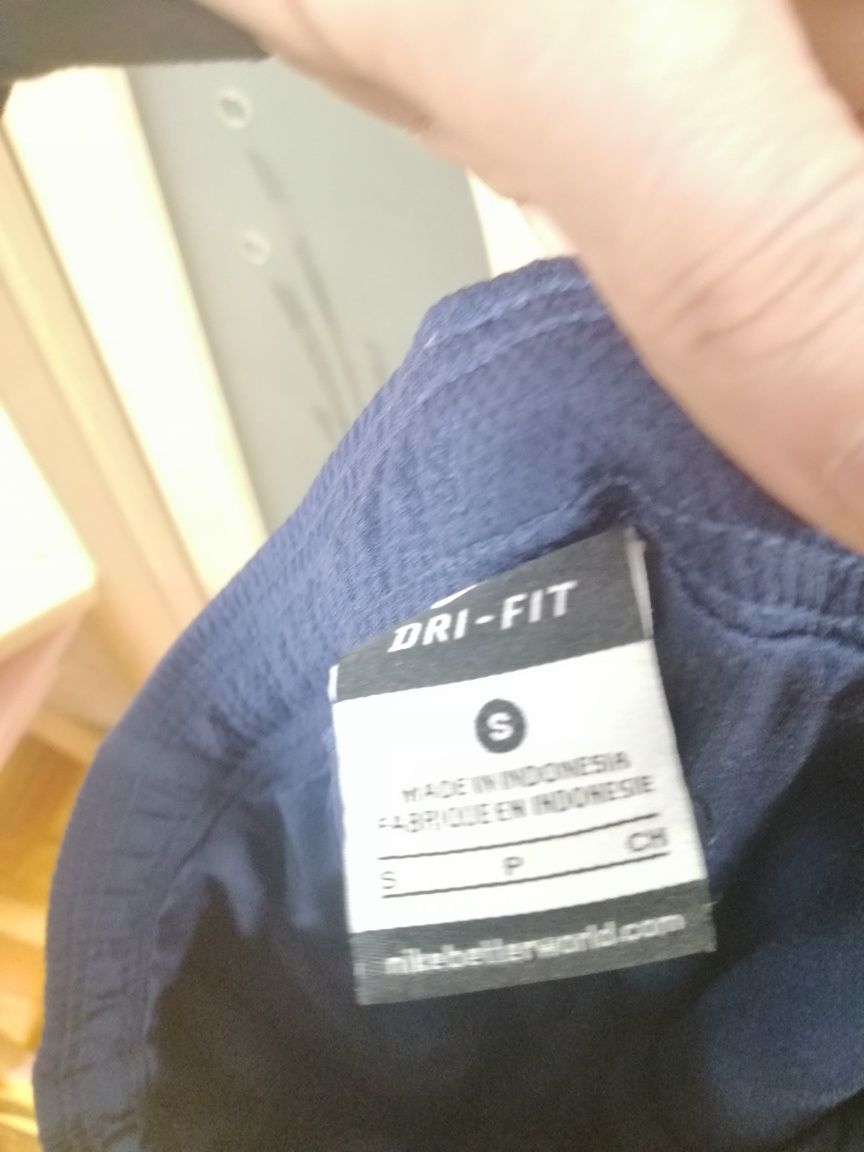 DRI-FIT
S
MADE IN INDONESIA
FABRIQUE EN INDONESIE
S P CH
nikebetterworld.com